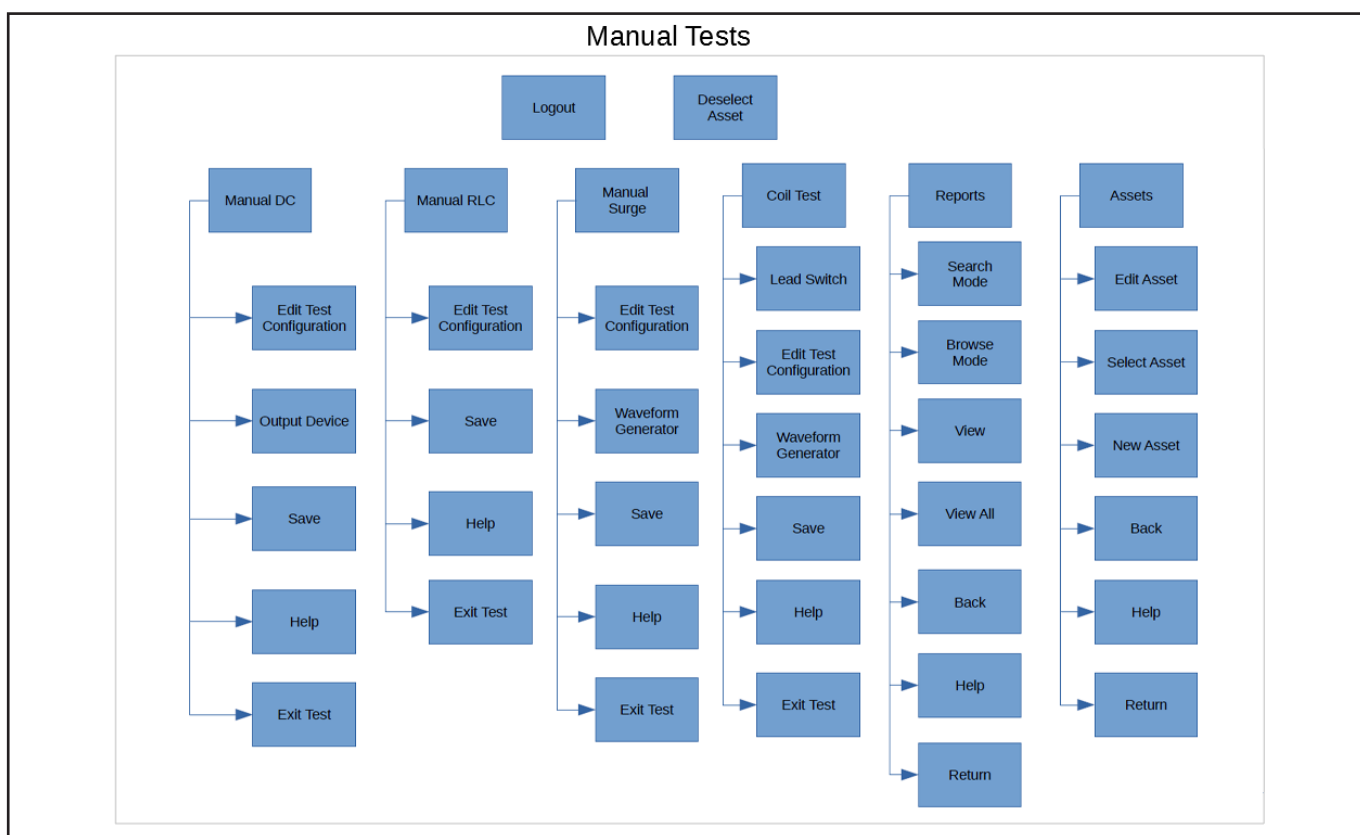 Manual Tests
Logout
Deselect
Asset
Manual DC
Edit Test
Configuration
Output Device
Save
Help
Exit Test
Manual RLC
Edit Test
Configuration
Save
Help
Exit Test
Manual
Surge
Edit Test
Configuration
Waveform
Generator
Save
Help
Exit Test
Coil Test
Lead Switch
Edit Test
Configuration
Waveform
Generator
Save
Help
Exit Test
Reports
Search
Mode
Browse
Mode
View
View All
Back
Help
Return
Assets
Edit Asset
Select Asset
New Asset
Back
Help
Return